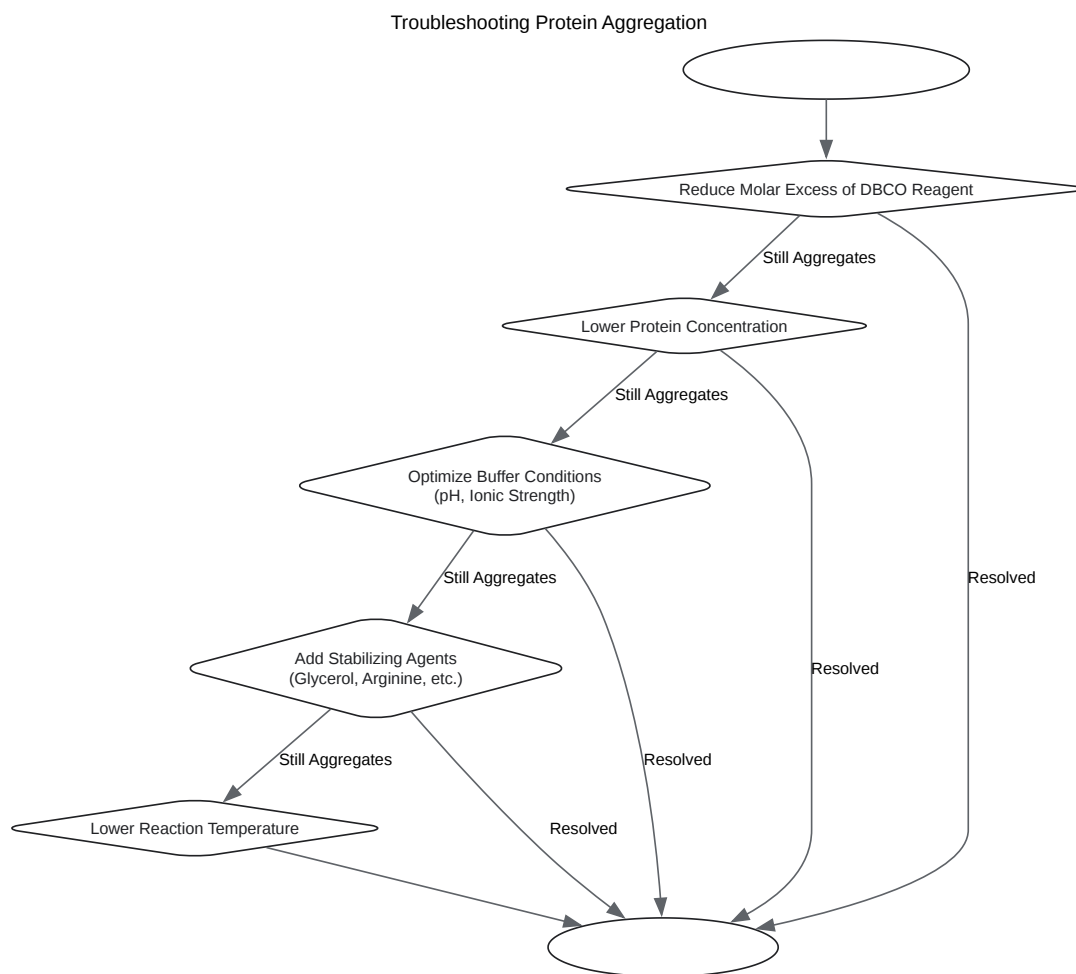 Troubleshooting Protein Aggregation
Reduce Molar Excess of DBCO Reagent
Still Aggregates
Lower Protein Concentration
Still Aggregates
Optimize Buffer Conditions
(pH, Ionic Strength)
Still Aggregates
Resolved
Add Stabilizing Agents
(Glycerol, Arginine, etc.)
Resolved
Still Aggregates
Resolved
Lower Reaction Temperature
Resolved